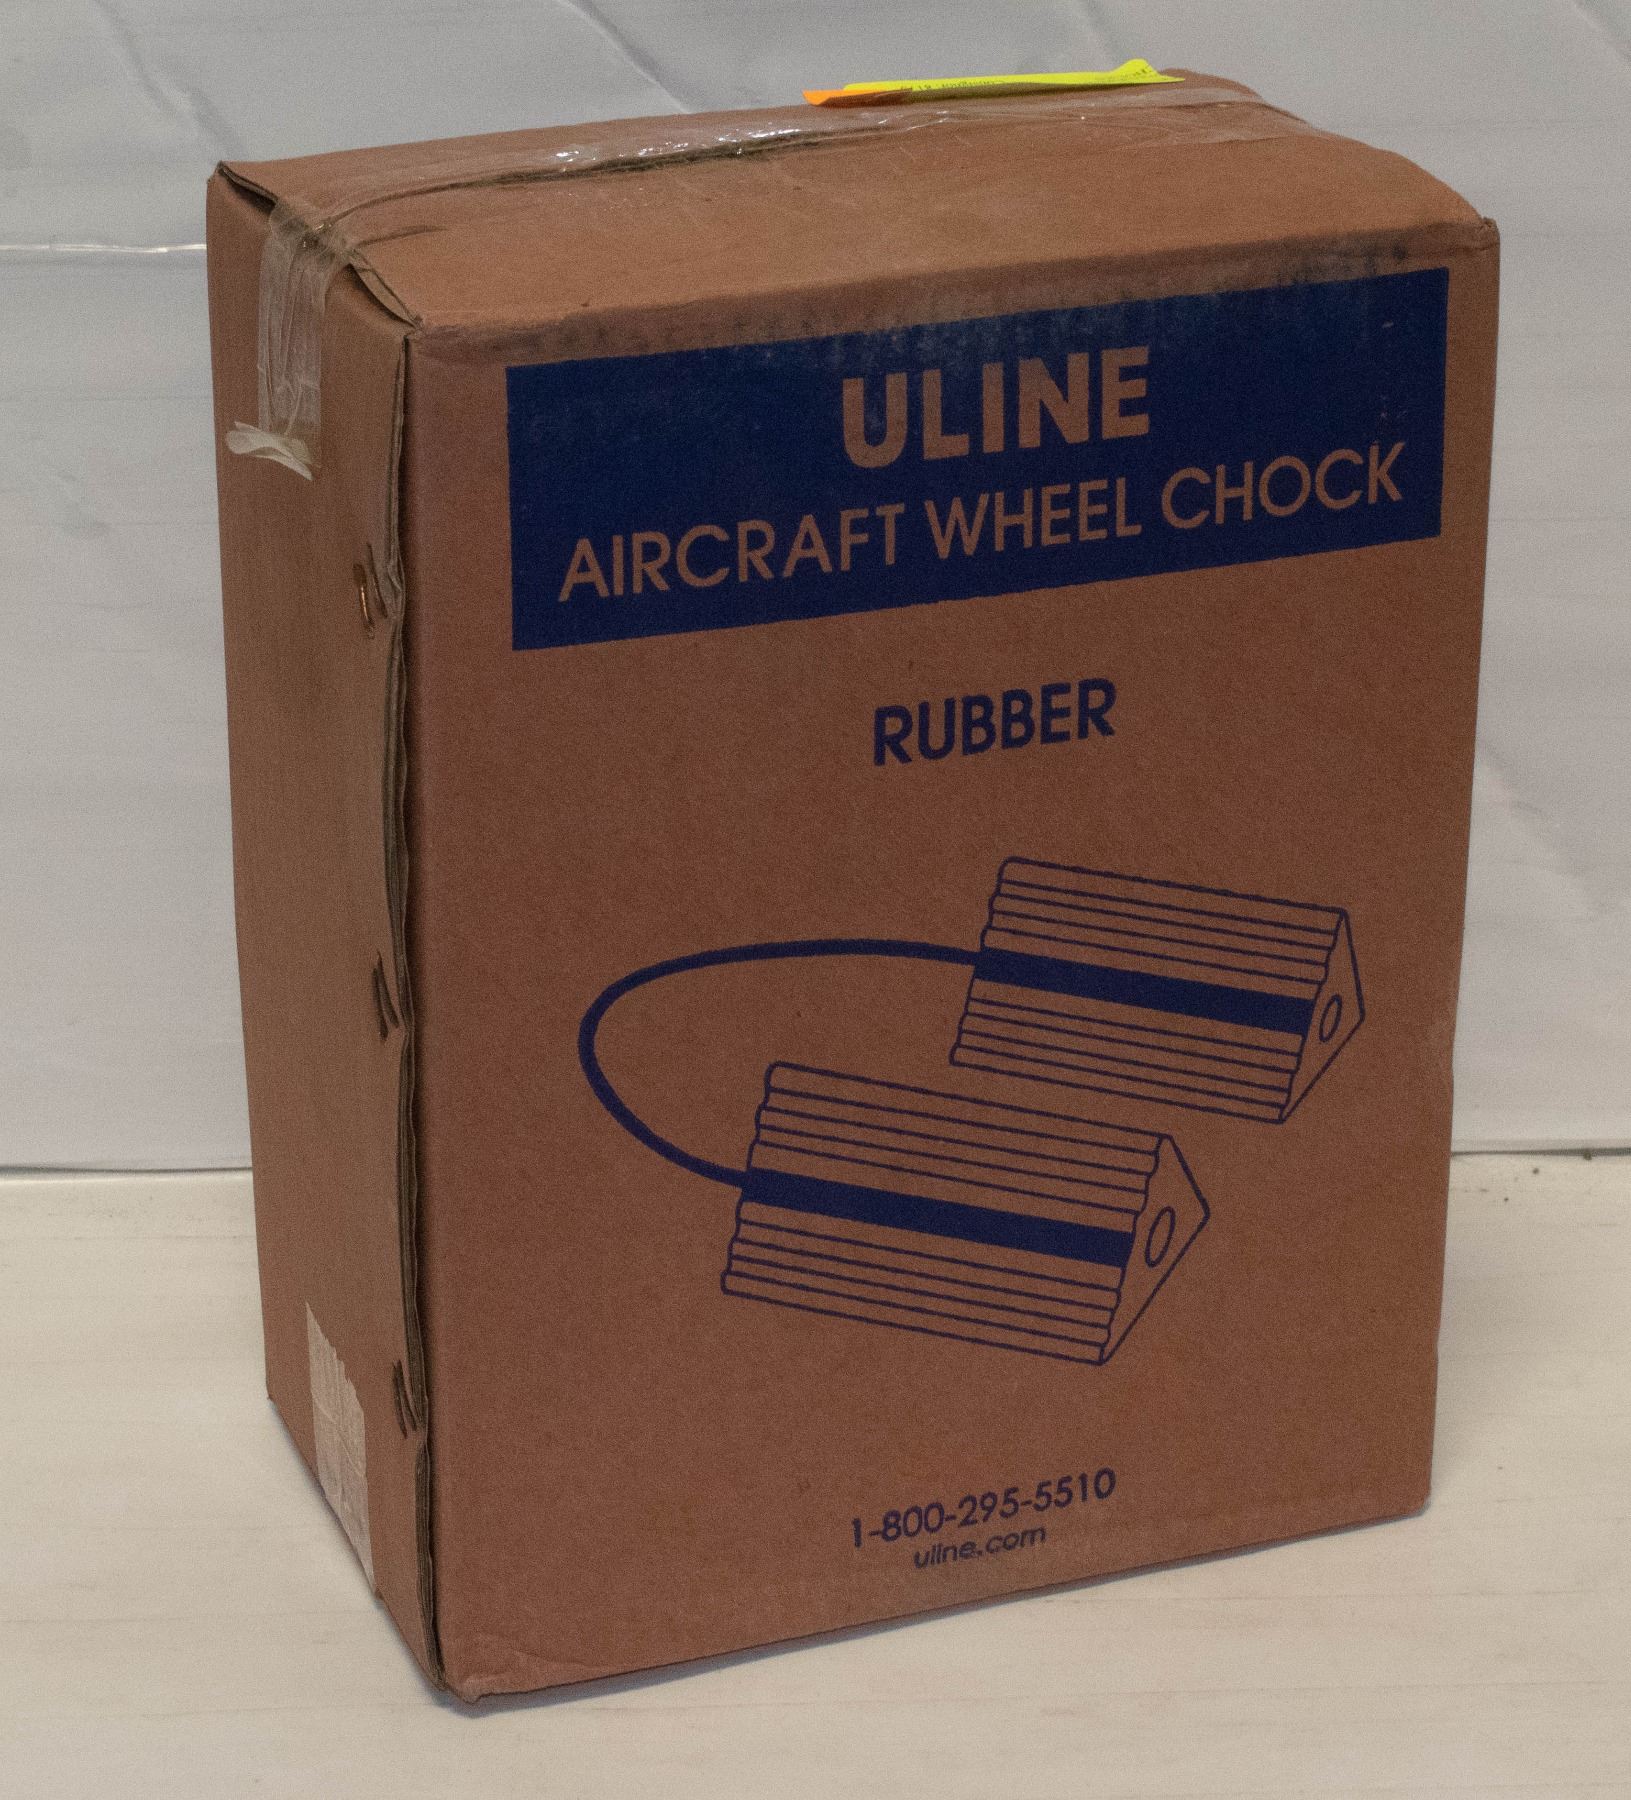 ULINE
AIRCRAFT WHEEL CHOCK
RUBBER
1-800-295-5510
uline.com